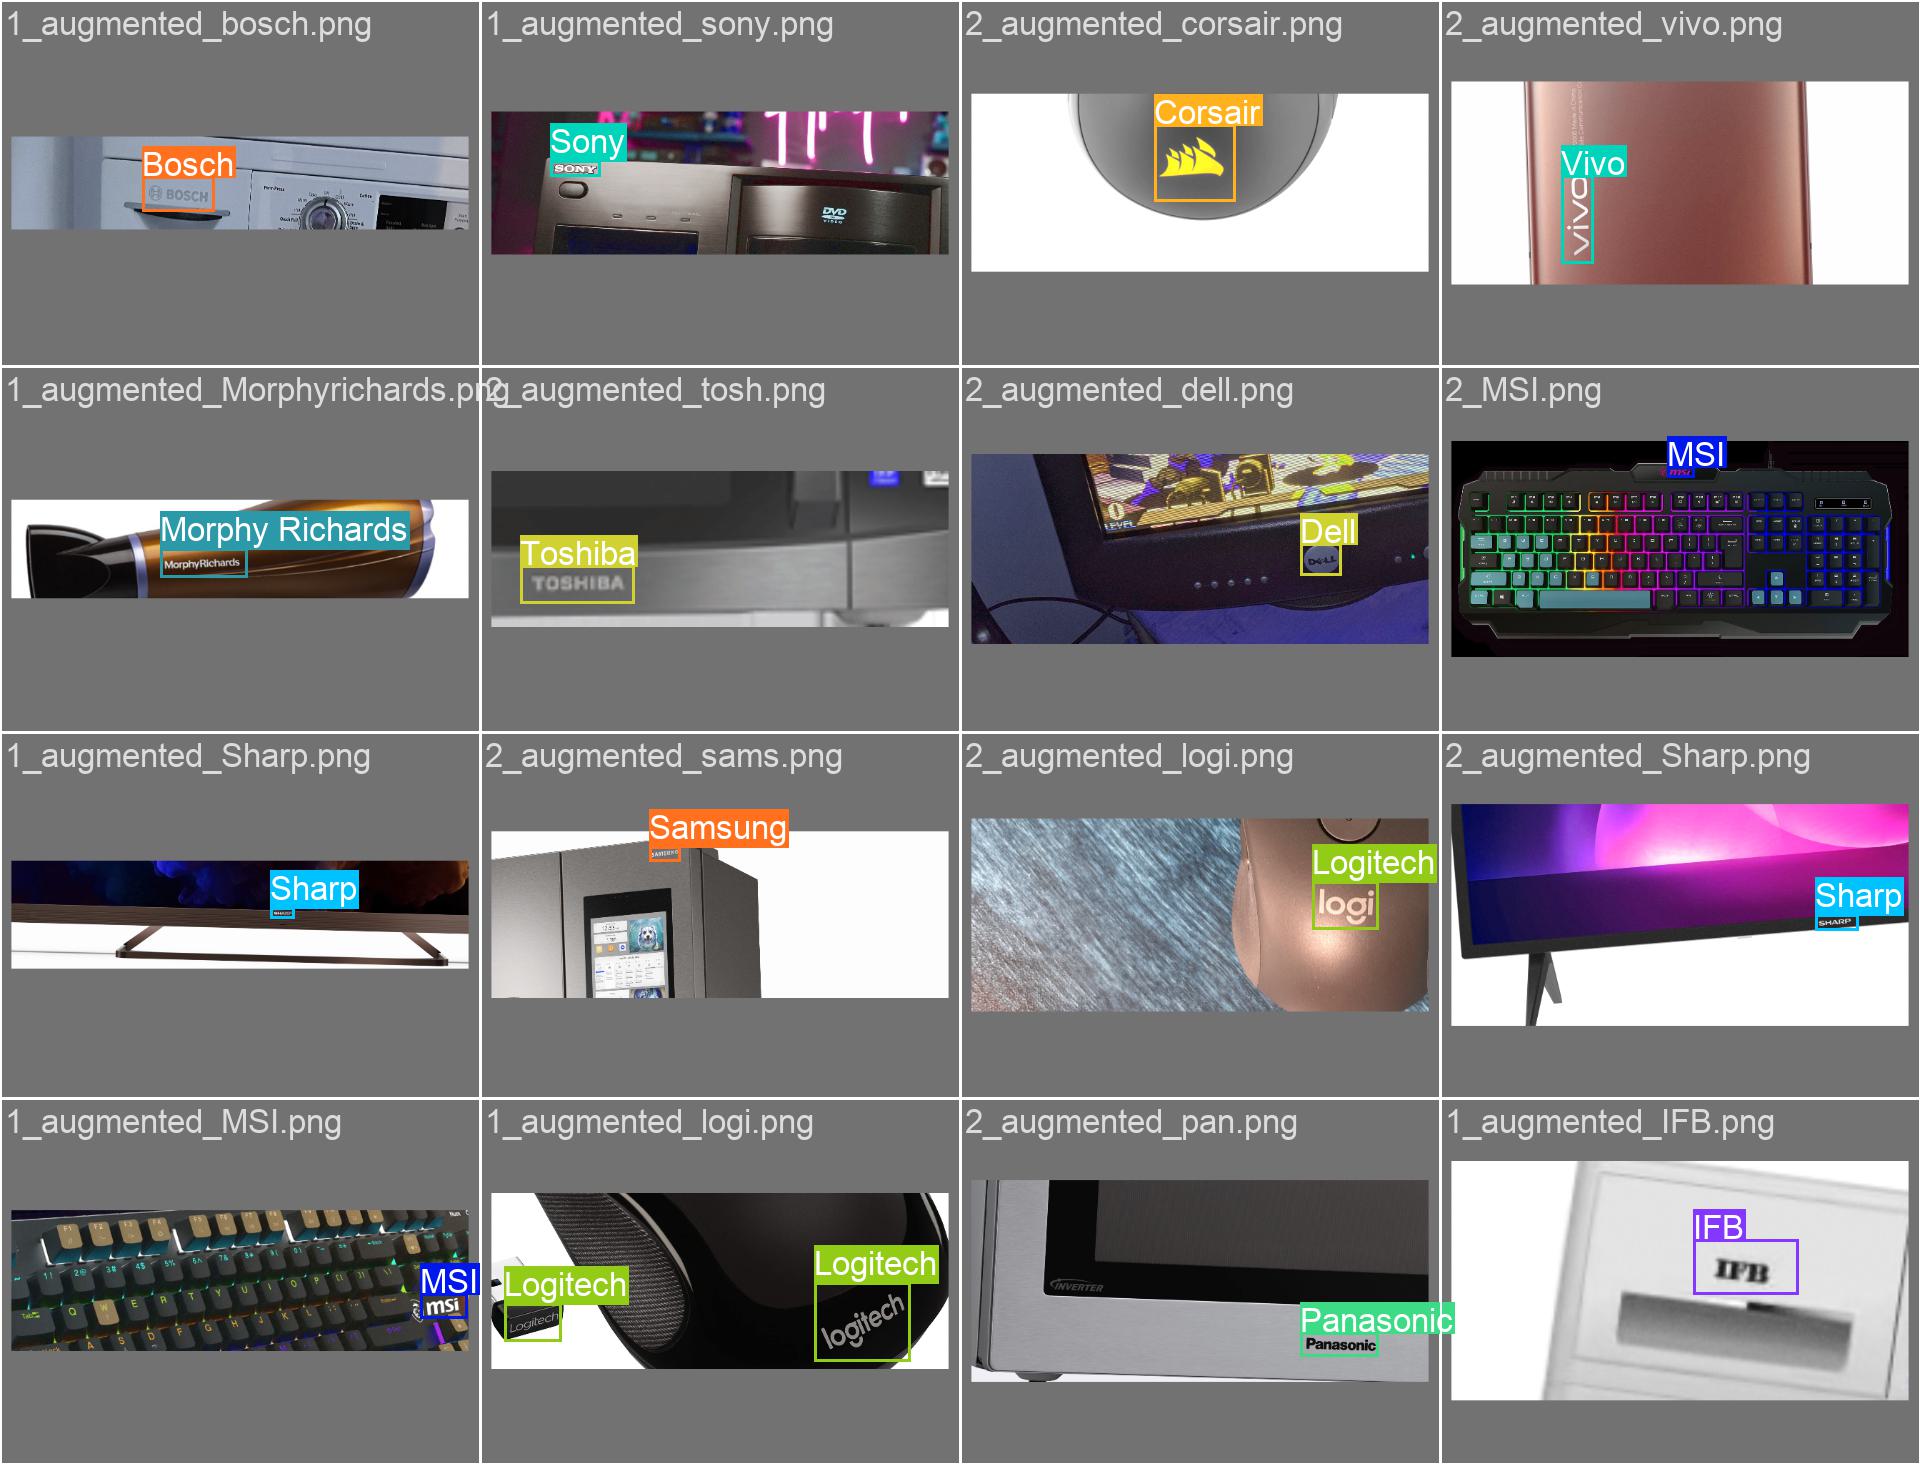 1_augmented_bosch.png
Bosch
BOSCH
1_augmented_sony.png
Sony
SONY
DVD
VIDEO
2_augmented_corsair.png
Corsair
2_augmented_vivo.png
Vivo
vivo
1_augmented_Morphyrichards.png
Morphy Richards
MorphyRichards
2_augmented_tosh.png
Toshiba
TOSHIBA
2_augmented_dell.png
0
LEVEL
Dell
DELL
2_MSI.png
MSI
msi
1_augmented_Sharp.png
Sharp
SHARP
2_augmented_sams.png
Samsung
SAMSUNG
2_augmented_logi.png
Logitech
logi
2_augmented_Sharp.png
Sharp
SHARP
1_augmented_MSI.png
MSI
msi
Q W E R T Y U I O P
A S D F G H J K L
1_augmented_logi.png
Logitech
Logitech
Logitech
logitech
2_augmented_pan.png
INVERTER
Panasonic
Panasonic
1_augmented_IFB.png
IFB
IFB